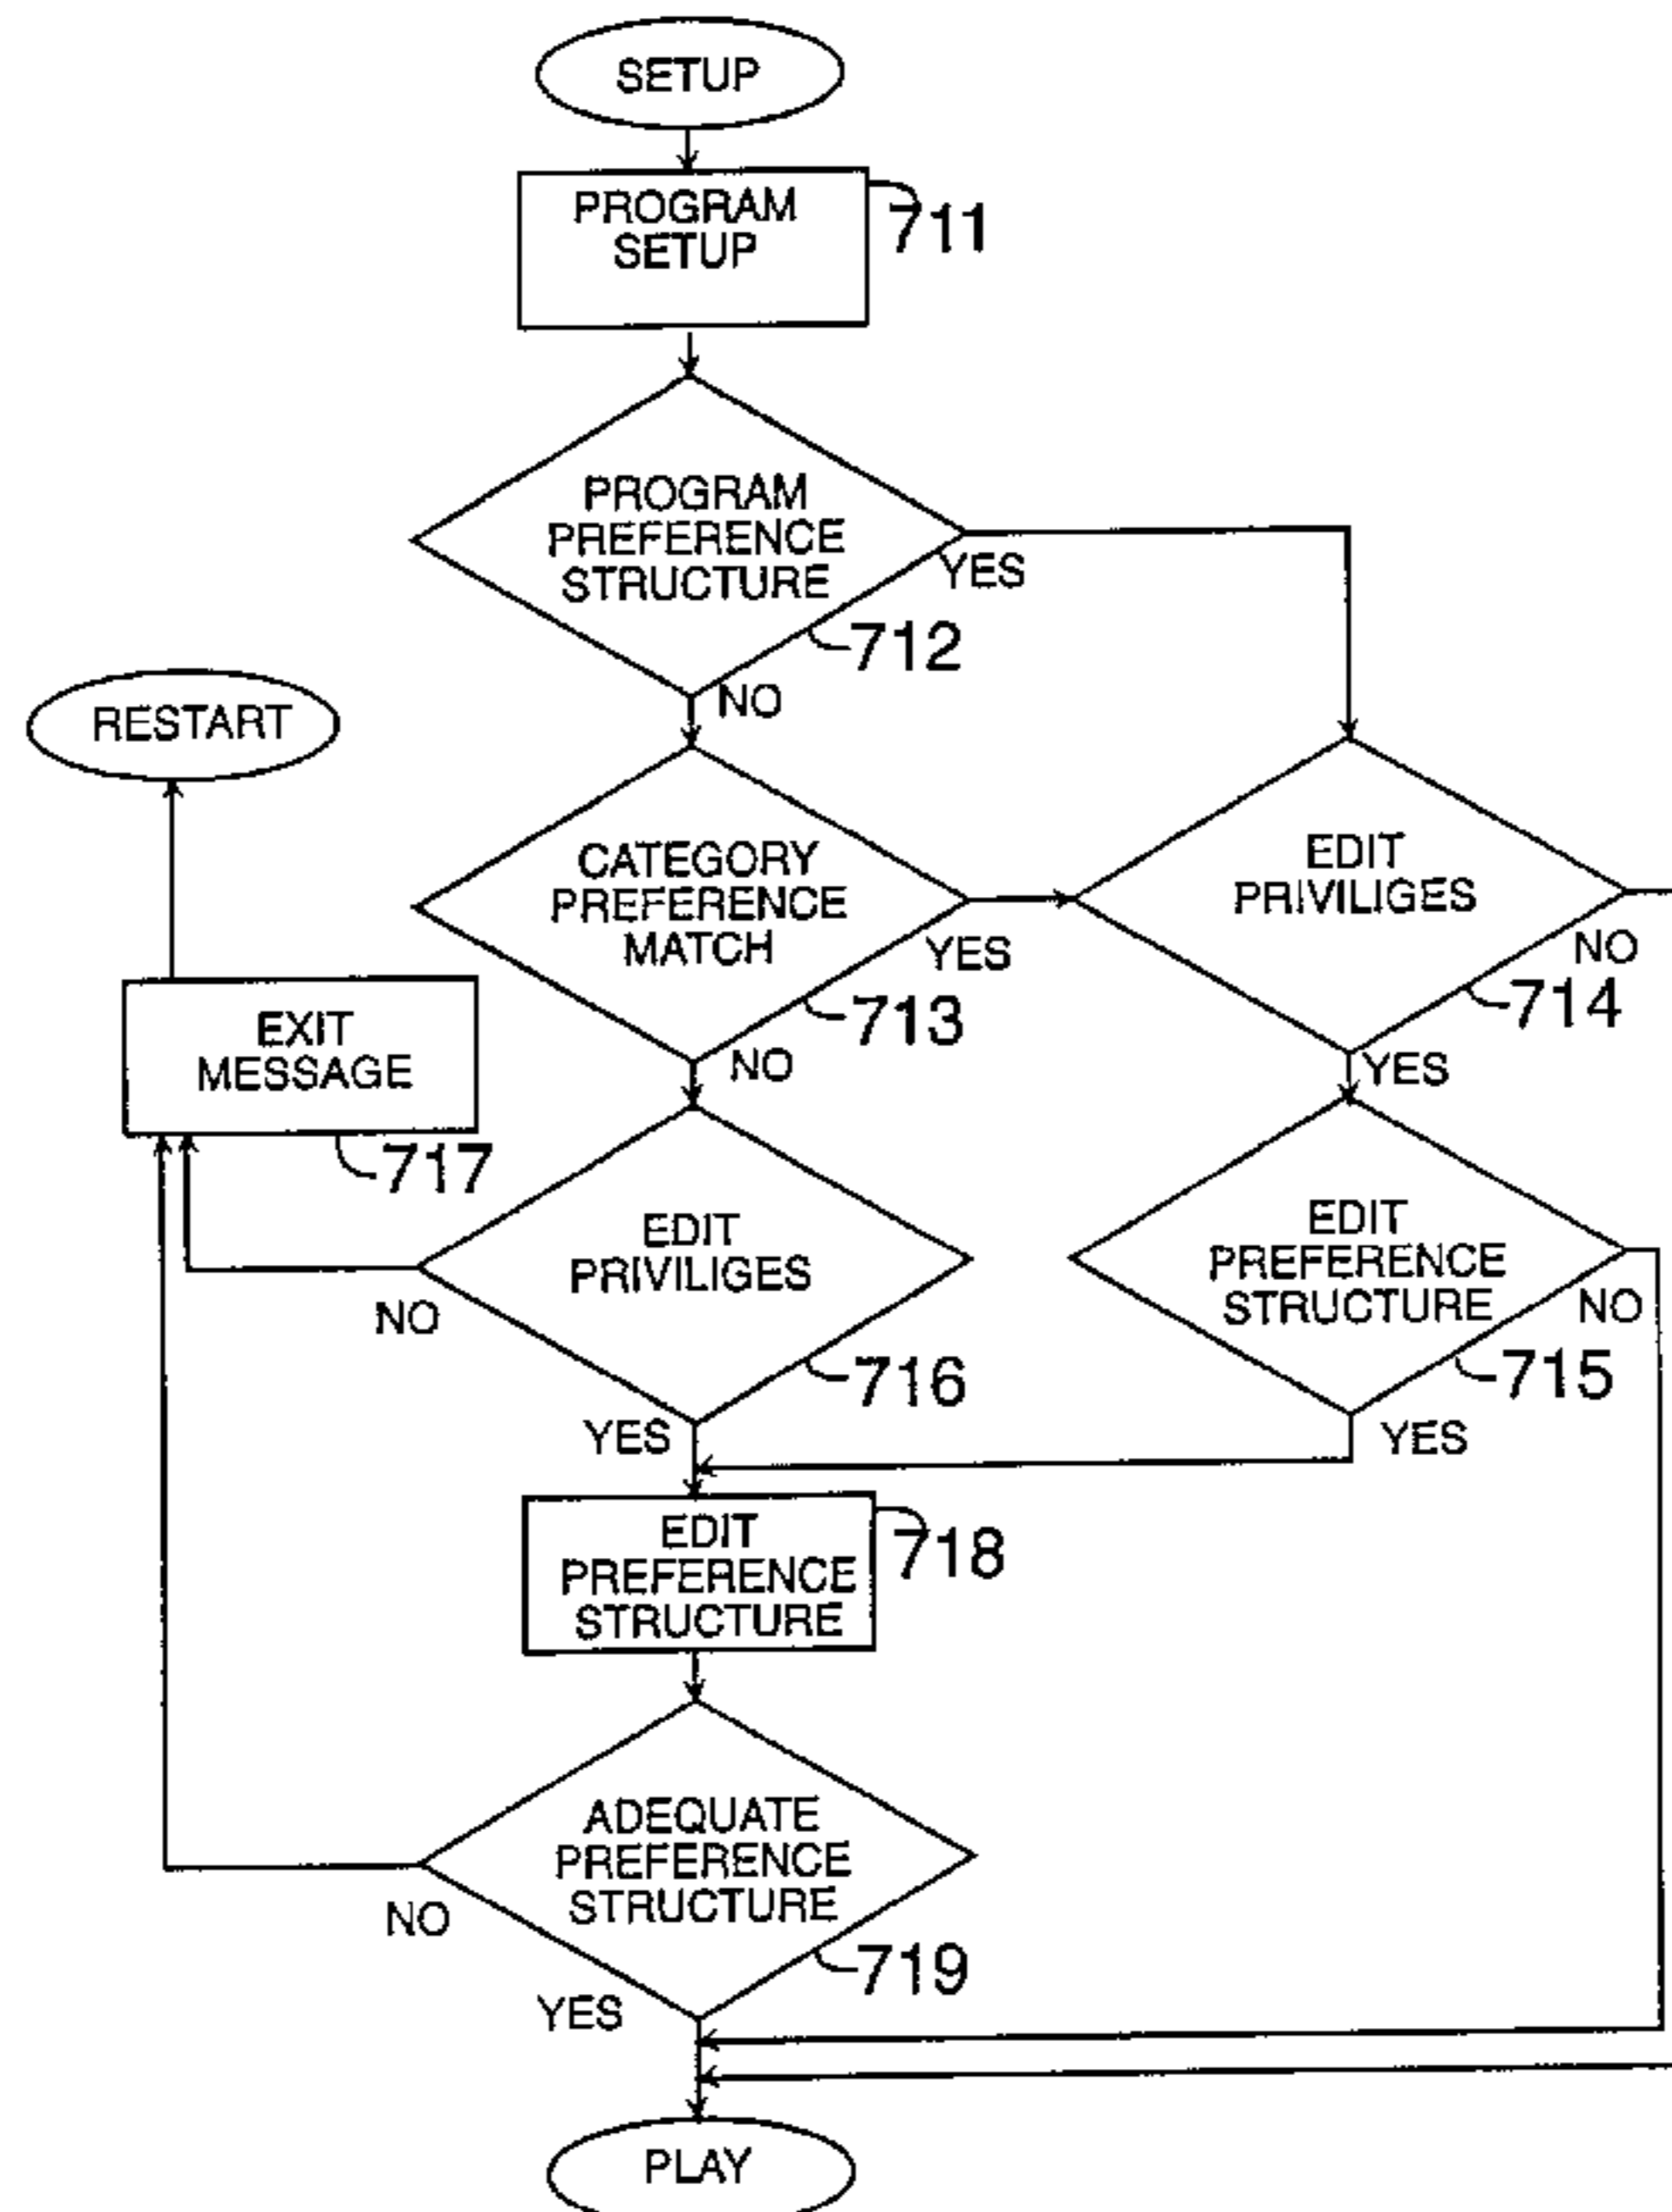 SETUP
PROGRAM
SETUP
711
PROGRAM
PREFERENCE
STRUCTURE
YES
712
NO
RESTART
CATEGORY
PREFERENCE
MATCH
YES
713
NO
EDIT
PRIVILIGES
NO
714
YES
EXIT
MESSAGE
717
EDIT
PRIVILIGES
NO
716
YES
EDIT
PREFERENCE
STRUCTURE
NO
715
YES
EDIT
PREFERENCE
STRUCTURE
718
ADEQUATE
PREFERENCE
STRUCTURE
NO
719
YES
PLAY